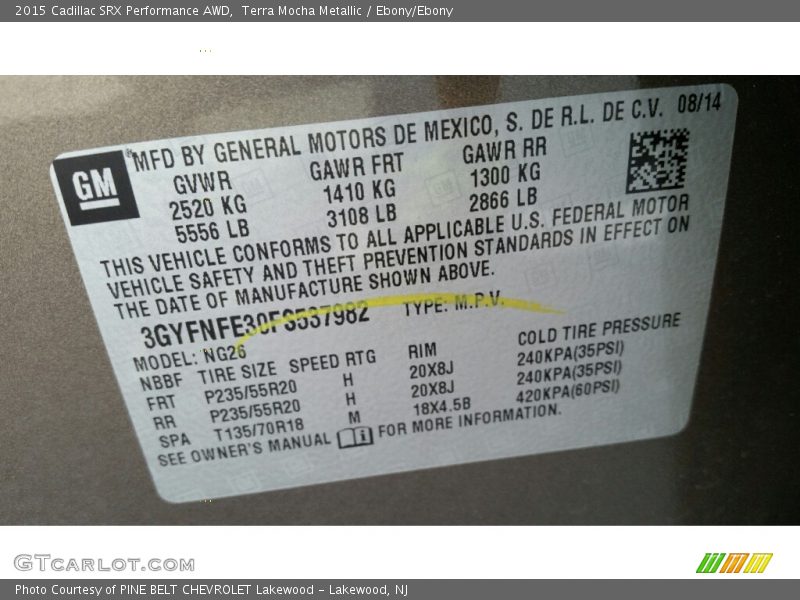 2015 Cadillac SRX Performance AWD, Terra Mocha Metallic / Ebony/Ebony
GM
® MFD BY GENERAL MOTORS DE MEXICO, S. DE R.L. DE C.V. 08/14
GVWR GAWR FRT GAWR RR
2520 KG 1410 KG 1300 KG
5556 LB 3108 LB 2866 LB
THIS VEHICLE CONFORMS TO ALL APPLICABLE U.S. FEDERAL MOTOR
VEHICLE SAFETY AND THEFT PREVENTION STANDARDS IN EFFECT ON
THE DATE OF MANUFACTURE SHOWN ABOVE.
3GYFNFE30FS537982 TYPE: M.P.V.
MODEL: NG26
NBBF TIRE SIZE SPEED RTG RIM COLD TIRE PRESSURE
FRT P235/55R20 H 20X8J 240KPA(35PSI)
RR P235/55R20 H 20X8J 240KPA(35PSI)
SPA T135/70R18 M 18X4.5B 420KPA(60PSI)
SEE OWNER'S MANUAL FOR MORE INFORMATION.
GTCARLOT.COM
Photo Courtesy of PINE BELT CHEVROLET Lakewood - Lakewood, NJ